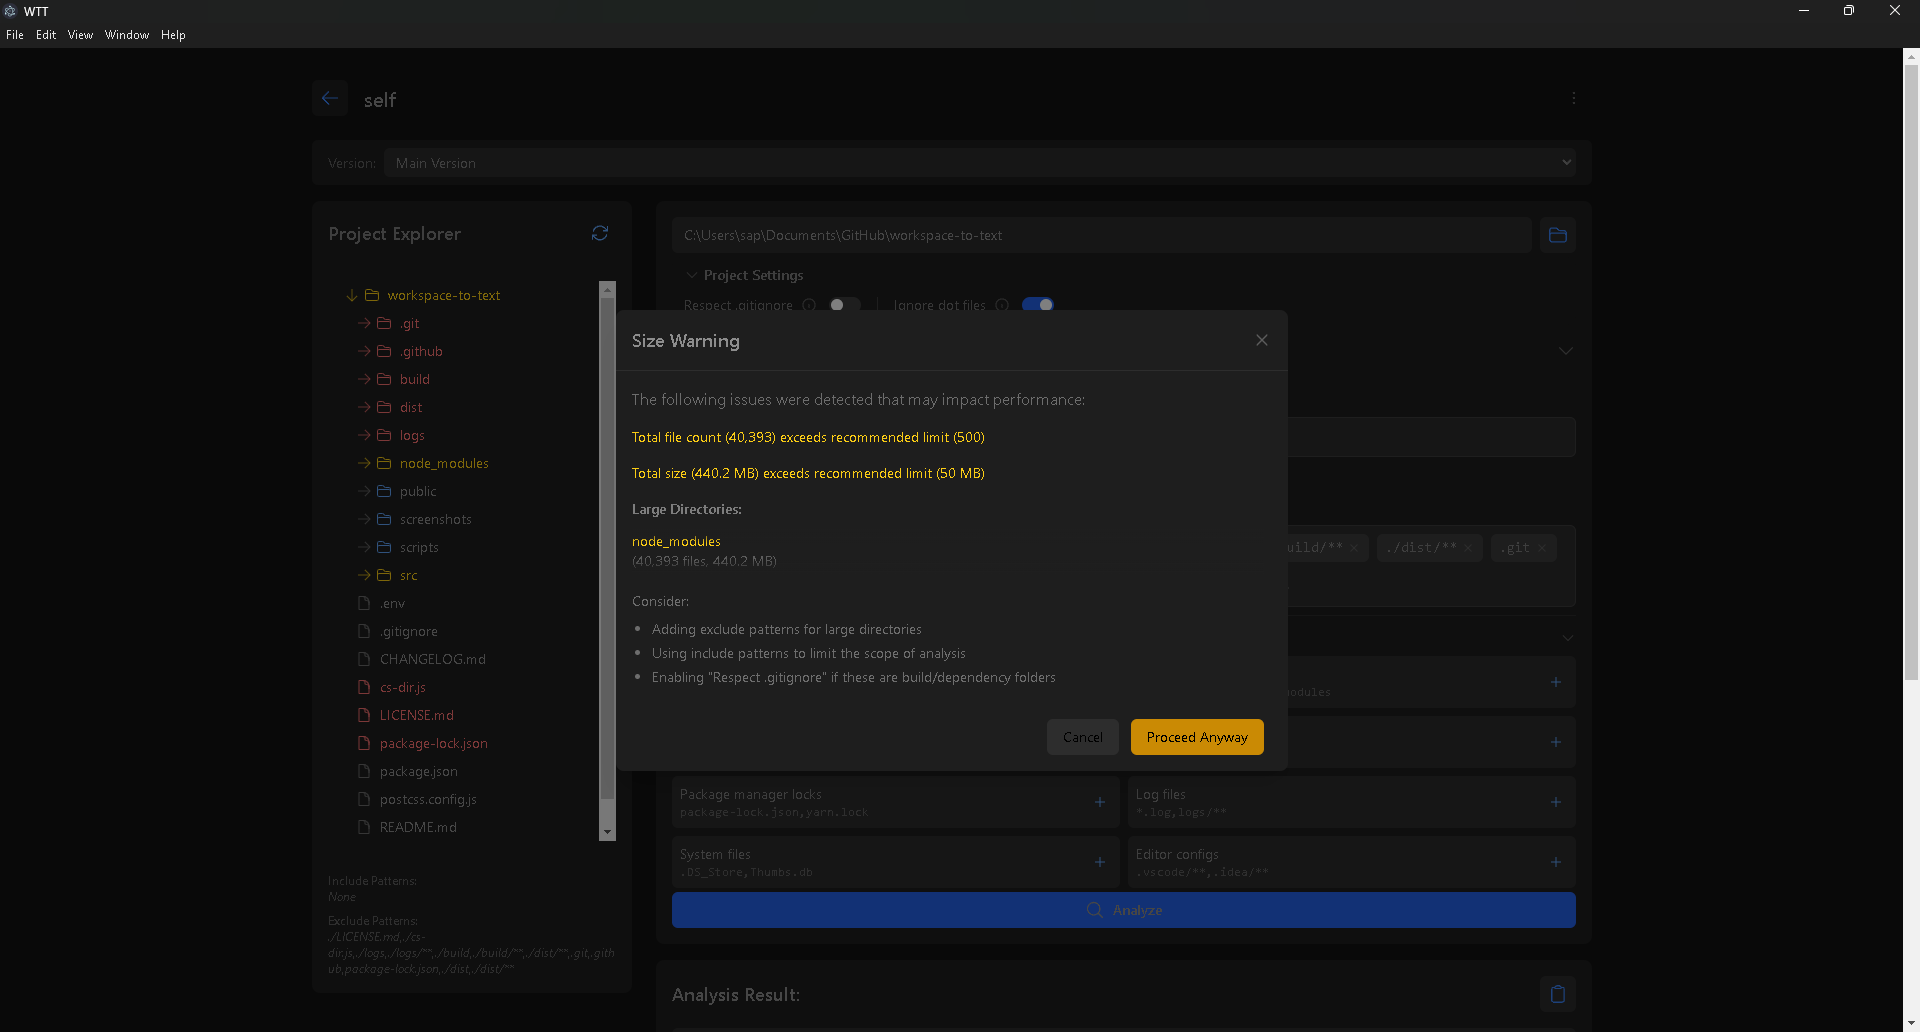 WTT
File Edit View Window Help
self
Version: Main Version
Project Explorer
workspace-to-text
.git
.github
build
dist
logs
node_modules
public
screenshots
scripts
src
.env
.gitignore
CHANGELOG.md
cs-dir.js
LICENSE.md
package-lock.json
package.json
postcss.config.js
README.md
Include Patterns:
None
Exclude Patterns:
./LICENSE.md,./cs-
dir.js,./logs,./logs/**,./build,./build/**,./dist/**,.git,.gith
ub,package-lock.json,./dist,./dist/**
C:\Users\sap\Documents\GitHub\workspace-to-text
Project Settings
Respect .gitignore Ignore dot files
Size Warning
The following issues were detected that may impact performance:
Total file count (40,393) exceeds recommended limit (500)
Total size (440.2 MB) exceeds recommended limit (50 MB)
Large Directories:
node_modules
(40,393 files, 440.2 MB)
Consider:
• Adding exclude patterns for large directories
• Using include patterns to limit the scope of analysis
• Enabling "Respect .gitignore" if these are build/dependency folders
Cancel Proceed Anyway
uild/** ./dist/** .git
odules
Package manager locks
package-lock.json,yarn.lock
Log files
*.log,logs/**
System files
.DS_Store,Thumbs.db
Editor configs
.vscode/**,.idea/**
Analyze
Analysis Result: